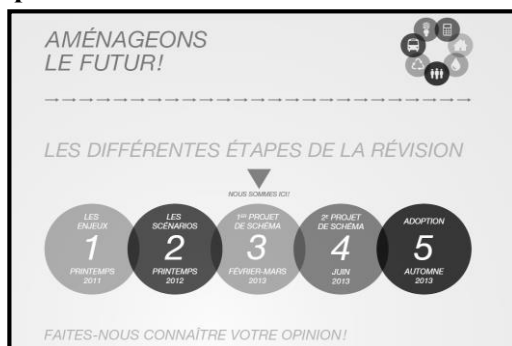 AMÉNAGEONS
LE FUTUR!
LES DIFFÉRENTES ÉTAPES DE LA RÉVISION
NOUS SOMMES ICI!
LES
ENJEUX
1
PRINTEMPS
2011
LES
SCÉNARIOS
2
PRINTEMPS
2012
1ER PROJET
DE SCHÉMA
3
FÉVRIER-MARS
2013
2E PROJET
DE SCHÉMA
4
JUIN
2013
ADOPTION
5
AUTOMNE
2013
FAITES-NOUS CONNAÎTRE VOTRE OPINION!